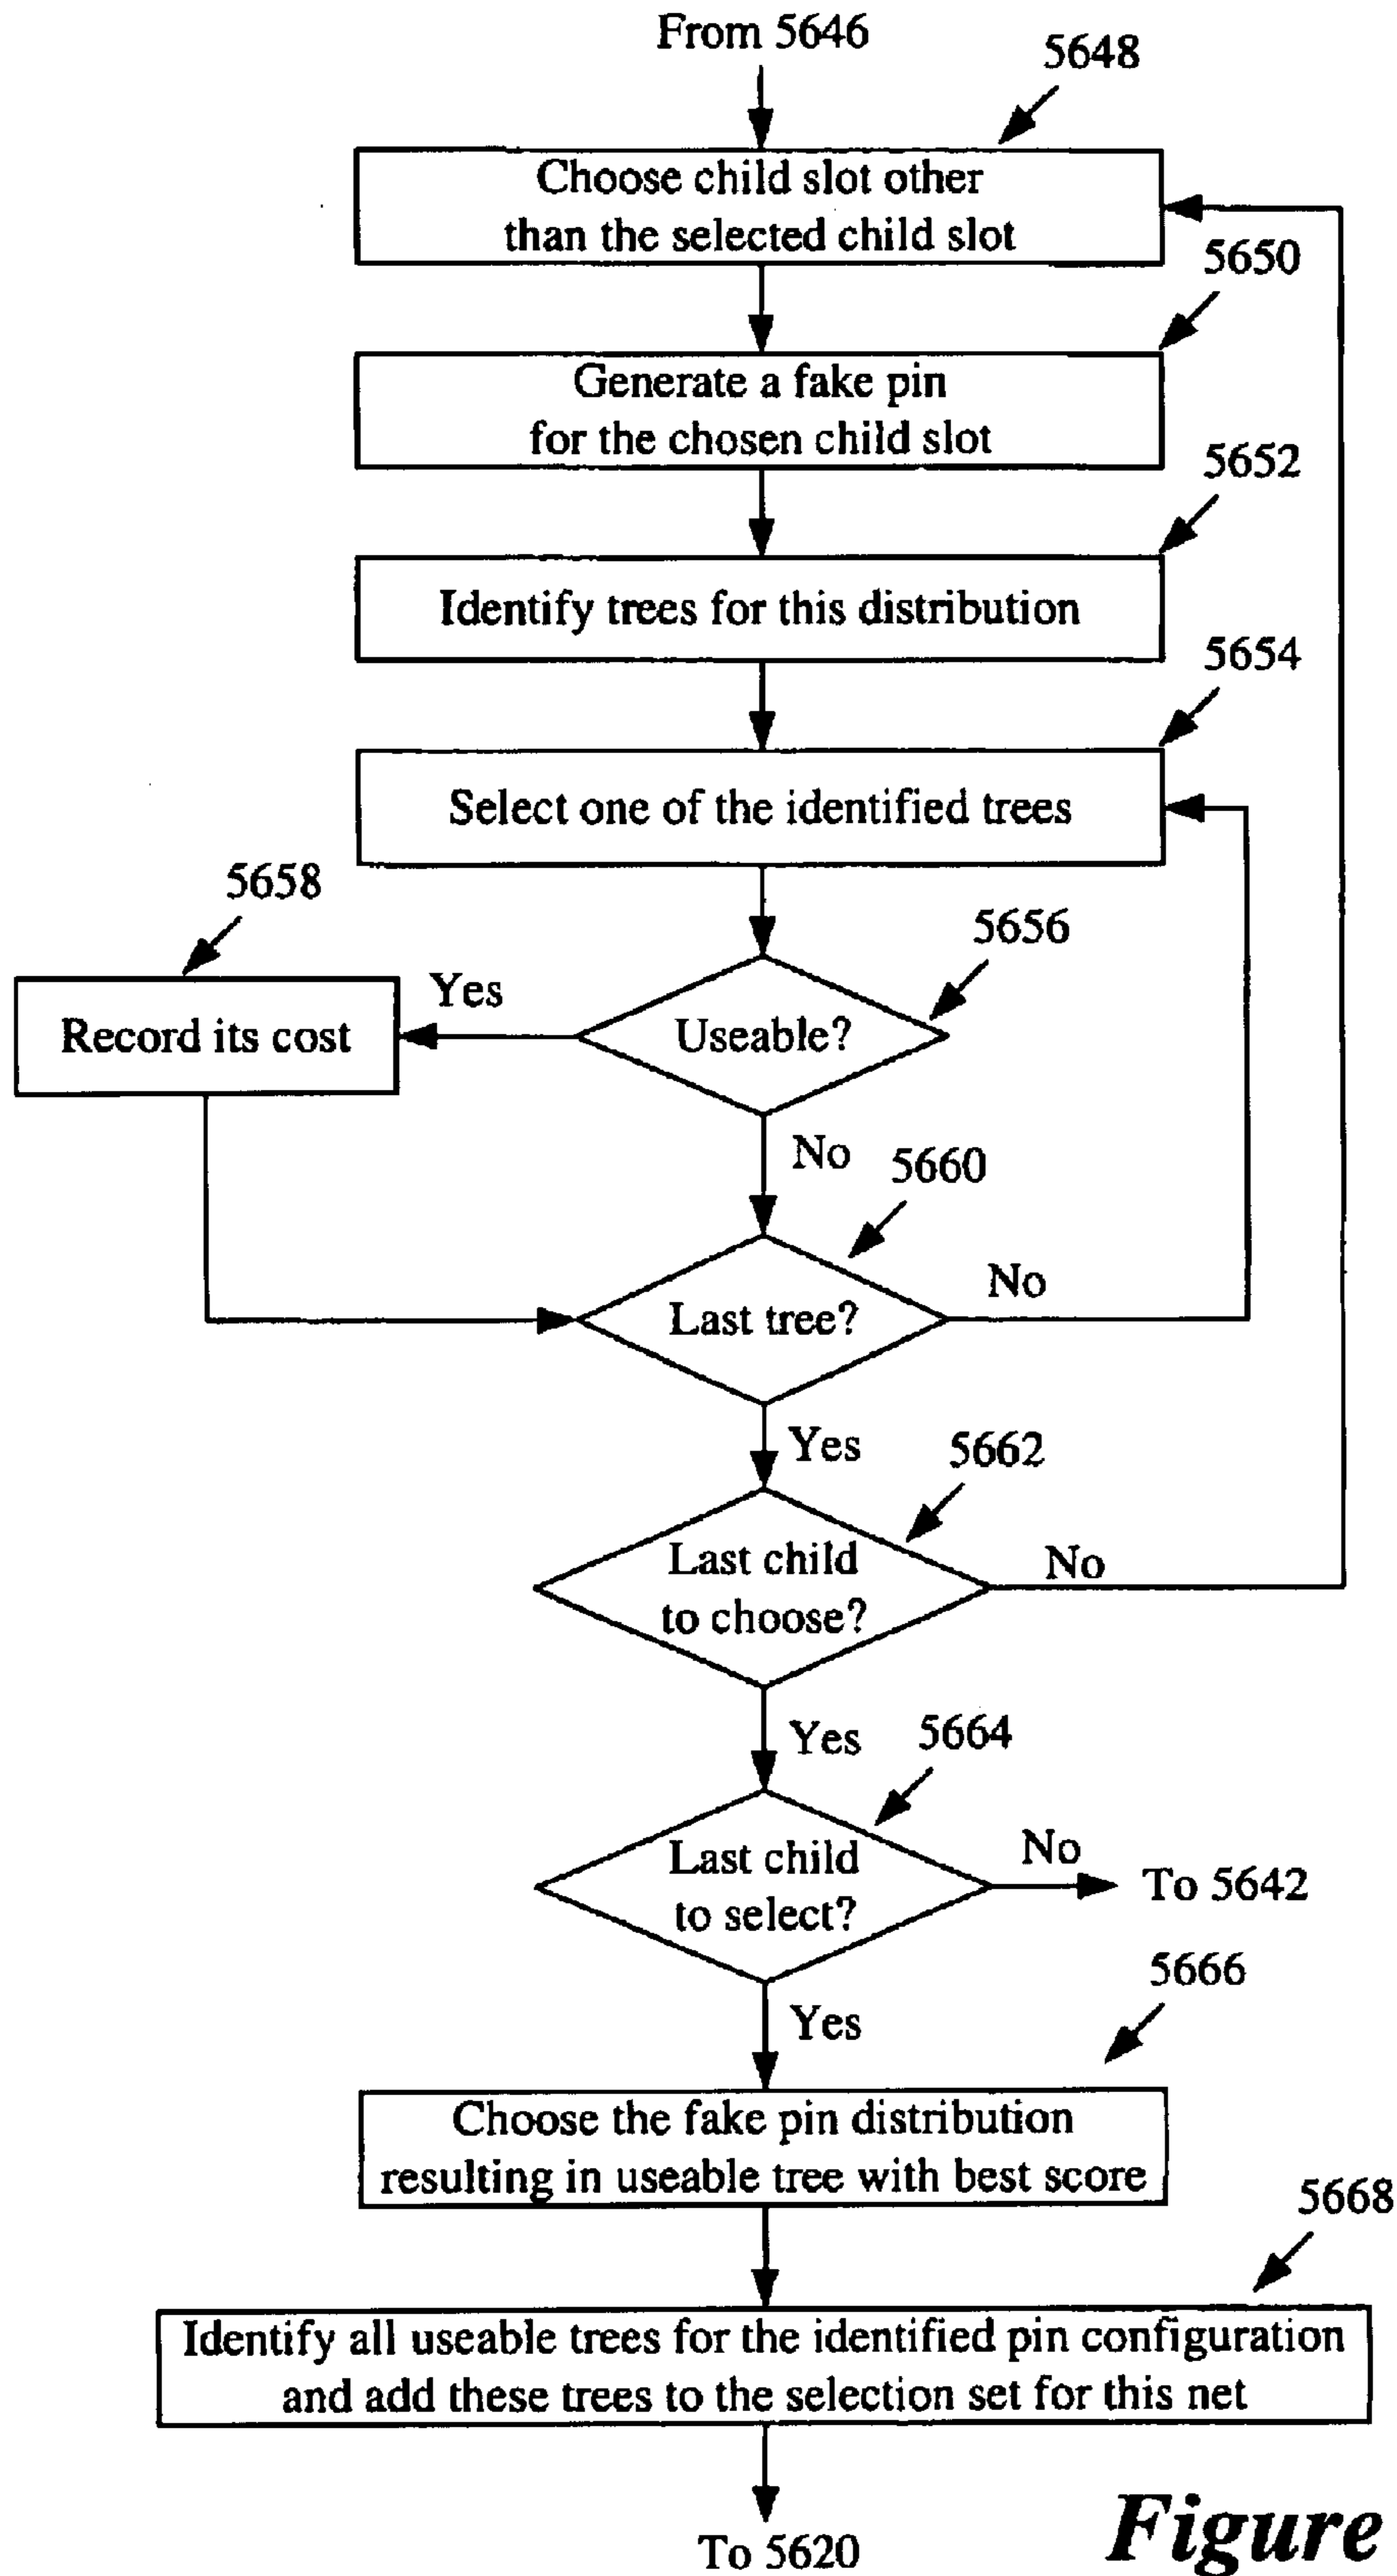 From 5646
5648
Choose child slot other
than the selected child slot
5650
Generate a fake pin
for the chosen child slot
5652
Identify trees for this distribution
5654
Select one of the identified trees
5658
5656
Yes
Record its cost
Useable?
No
5660
No
Last tree?
Yes
5662
Last child
to choose?
No
Yes
5664
Last child
to select?
No
To 5642
5666
Yes
Choose the fake pin distribution
resulting in useable tree with best score
5668
Identify all useable trees for the identified pin configuration
and add these trees to the selection set for this net
To 5620
Figure